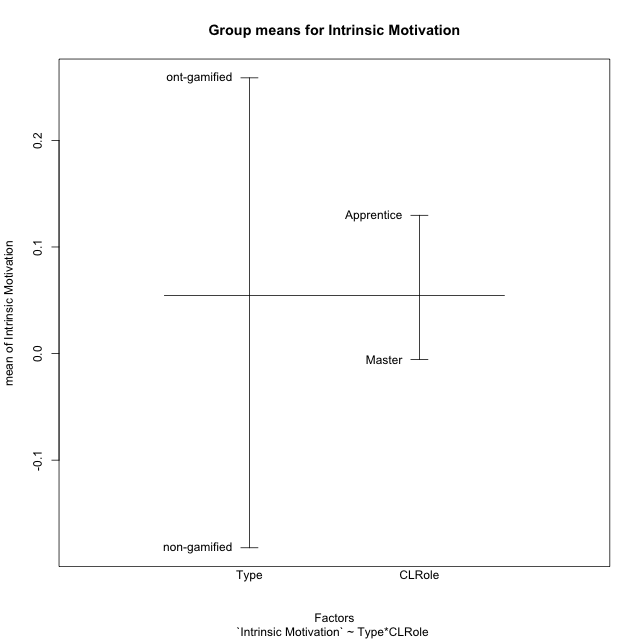 Group means for Intrinsic Motivation
mean of Intrinsic Motivation
0.2
0.1
0.0
-0.1
ont-gamified
non-gamified
Apprentice
Master
Type
CLRole
Factors
`Intrinsic Motivation` ~ Type*CLRole